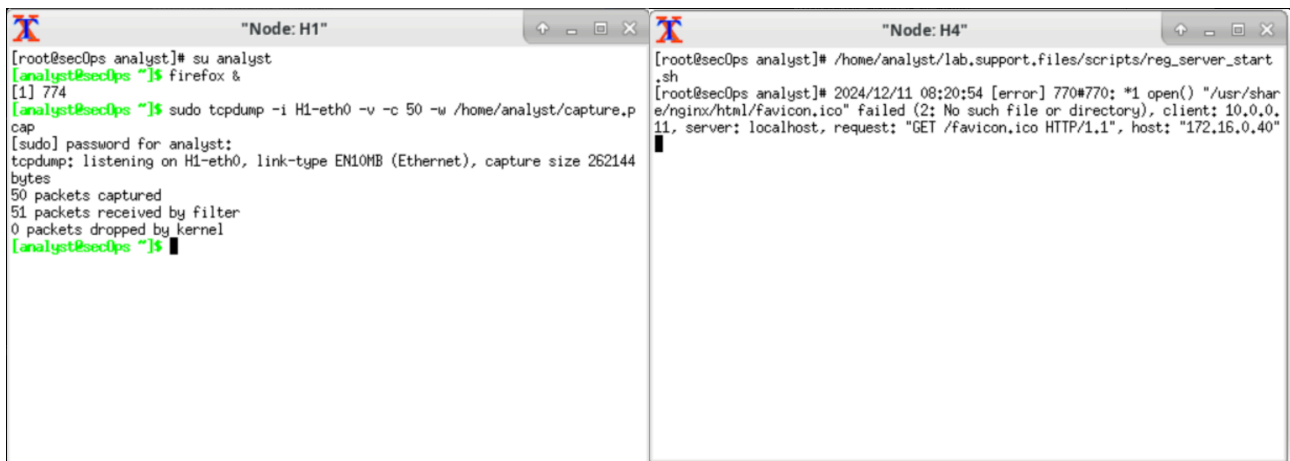 "Node: H1"
[root@secOps analyst]# su analyst
[analyst@secOps ~]$ firefox &
[1] 774
[analyst@secOps ~]$ sudo tcpdump -i H1-eth0 -v -c 50 -w /home/analyst/capture.p
cap
[sudo] password for analyst:
tcpdump: listening on H1-eth0, link-type EN10MB (Ethernet), capture size 262144
bytes
50 packets captured
51 packets received by filter
0 packets dropped by kernel
[analyst@secOps ~]$
"Node: H4"
[root@secOps analyst]# /home/analyst/lab.support.files/scripts/reg_server_start
.sh
[root@secOps analyst]# 2024/12/11 08:20:54 [error] 770#770: *1 open() "/usr/shar
e/nginx/html/favicon.ico" failed (2: No such file or directory), client: 10.0.0.
11, server: localhost, request: "GET /favicon.ico HTTP/1.1", host: "172.16.0.40"